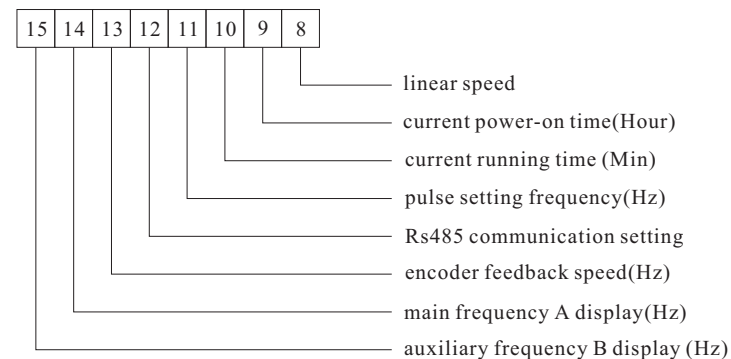 15 14 13 12 11 10 9 8
linear speed
current power-on time(Hour)
current running time (Min)
pulse setting frequency(Hz)
Rs485 communication setting
encoder feedback speed(Hz)
main frequency A display(Hz)
auxiliary frequency B display (Hz)